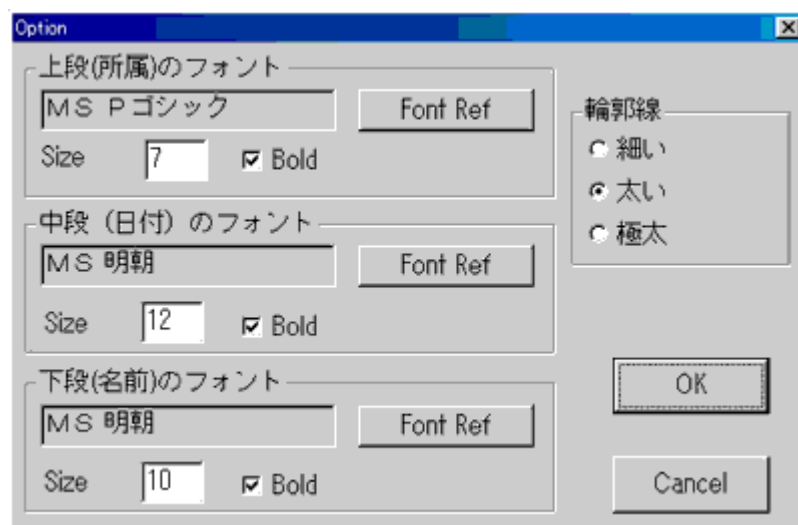 Option
上段(所属)のフォント
ＭＳ Ｐゴシック
Font Ref
Size 7 Bold
中段（日付）のフォント
ＭＳ 明朝
Font Ref
Size 12 Bold
下段(名前)のフォント
ＭＳ 明朝
Font Ref
Size 10 Bold
輪郭線
細い
太い
極太
OK
Cancel